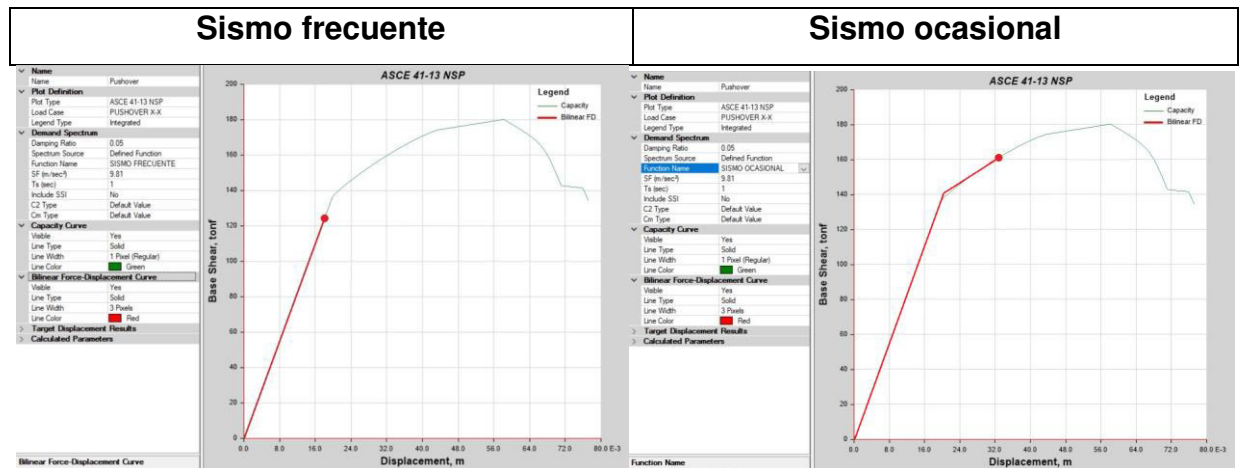 Sismo frecuente
Sismo ocasional
Name
Name Pushover
Plot Definition
Plot Type ASCE 41-13 NSP
Load Case PUSHOVER X-X
Legend Type Integrated
Demand Spectrum
Damping Ratio 0.05
Spectrum Source Defined Function
Function Name SISMO FRECUENTE
SF (m/sec²) 9.81
Ts (sec) 1
Include SSI No
C2 Type Default Value
Cm Type Default Value
Capacity Curve
Visible Yes
Line Type Solid
Line Width 1 Pixel (Regular)
Line Color Green
Bilinear Force-Displacement Curve
Visible Yes
Line Type Solid
Line Width 3 Pixels
Line Color Red
Target Displacement Results
Calculated Parameters
Bilinear Force-Displacement Curve
ASCE 41-13 NSP
Legend
Capacity
Bilinear FD
Base Shear, tonf
200
180
160
140
120
100
80
60
40
20
0
0.0 8.0 16.0 24.0 32.0 40.0 48.0 56.0 64.0 72.0 80.0 E-3
Displacement, m
Name
Name Pushover
Plot Definition
Plot Type ASCE 41-13 NSP
Load Case PUSHOVER X-X
Legend Type Integrated
Demand Spectrum
Damping Ratio 0.05
Spectrum Source Defined Function
Function Name SISMO OCASIONAL
SF (m/sec²) 9.81
Ts (sec) 1
Include SSI No
C2 Type Default Value
Cm Type Default Value
Capacity Curve
Visible Yes
Line Type Solid
Line Width 1 Pixel (Regular)
Line Color Green
Bilinear Force-Displacement Curve
Visible Yes
Line Type Solid
Line Width 3 Pixels
Line Color Red
Target Displacement Results
Calculated Parameters
Function Name
ASCE 41-13 NSP
Legend
Capacity
Bilinear FD
Base Shear, tonf
200
180
160
140
120
100
80
60
40
20
0
0.0 8.0 16.0 24.0 32.0 40.0 48.0 56.0 64.0 72.0 80.0 E-3
Displacement, m